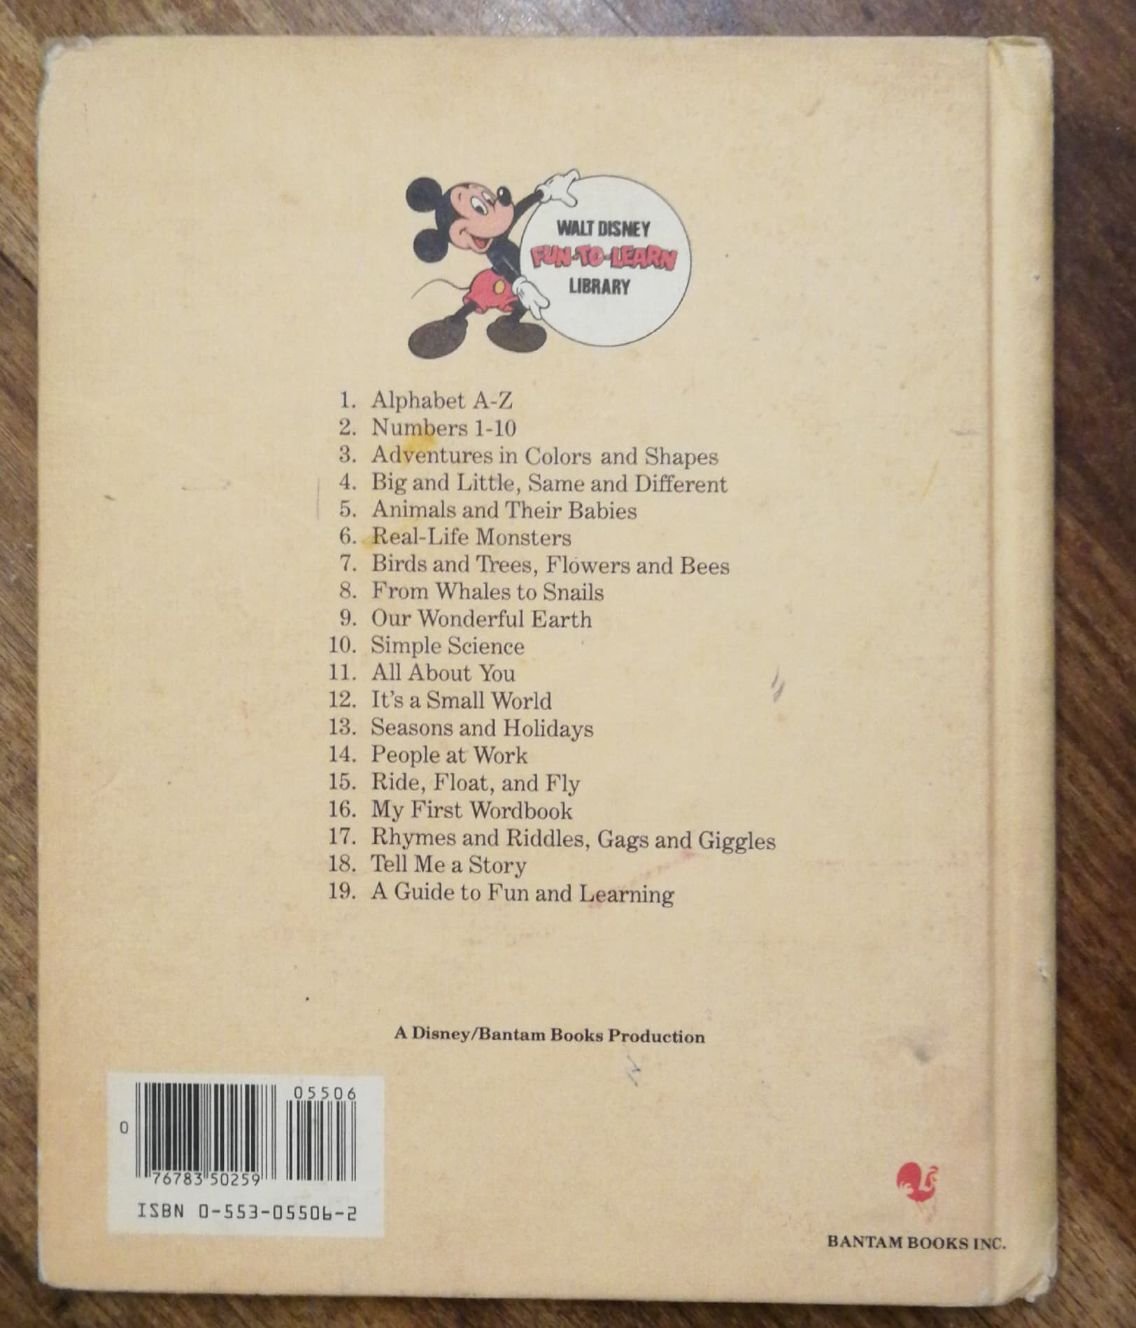 WALT DISNEY
FUN-TO-LEARN
LIBRARY
1. Alphabet A-Z
2. Numbers 1-10
3. Adventures in Colors and Shapes
4. Big and Little, Same and Different
5. Animals and Their Babies
6. Real-Life Monsters
7. Birds and Trees, Flowers and Bees
8. From Whales to Snails
9. Our Wonderful Earth
10. Simple Science
11. All About You
12. It's a Small World
13. Seasons and Holidays
14. People at Work
15. Ride, Float, and Fly
16. My First Wordbook
17. Rhymes and Riddles, Gags and Giggles
18. Tell Me a Story
19. A Guide to Fun and Learning
A Disney/Bantam Books Production
05506
0
76783 50259
ISBN 0-553-05506-2
BANTAM BOOKS INC.